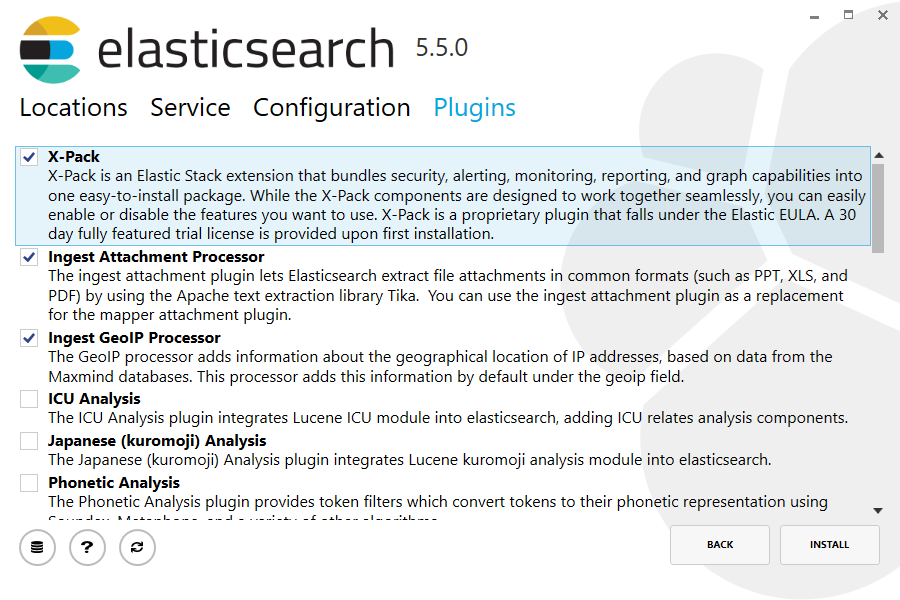 elasticsearch 5.5.0
Locations Service Configuration Plugins
X-Pack
X-Pack is an Elastic Stack extension that bundles security, alerting, monitoring, reporting, and graph capabilities into
one easy-to-install package. While the X-Pack components are designed to work together seamlessly, you can easily
enable or disable the features you want to use. X-Pack is a proprietary plugin that falls under the Elastic EULA. A 30
day fully featured trial license is provided upon first installation.
Ingest Attachment Processor
The ingest attachment plugin lets Elasticsearch extract file attachments in common formats (such as PPT, XLS, and
PDF) by using the Apache text extraction library Tika.  You can use the ingest attachment plugin as a replacement
for the mapper attachment plugin.
Ingest GeoIP Processor
The GeoIP processor adds information about the geographical location of IP addresses, based on data from the
Maxmind databases. This processor adds this information by default under the geoip field.
ICU Analysis
The ICU Analysis plugin integrates Lucene ICU module into elasticsearch, adding ICU relates analysis components.
Japanese (kuromoji) Analysis
The Japanese (kuromoji) Analysis plugin integrates Lucene kuromoji analysis module into elasticsearch.
Phonetic Analysis
The Phonetic Analysis plugin provides token filters which convert tokens to their phonetic representation using
Soundex, Metaphone, and a variety of other algorithms.
?
BACK INSTALL